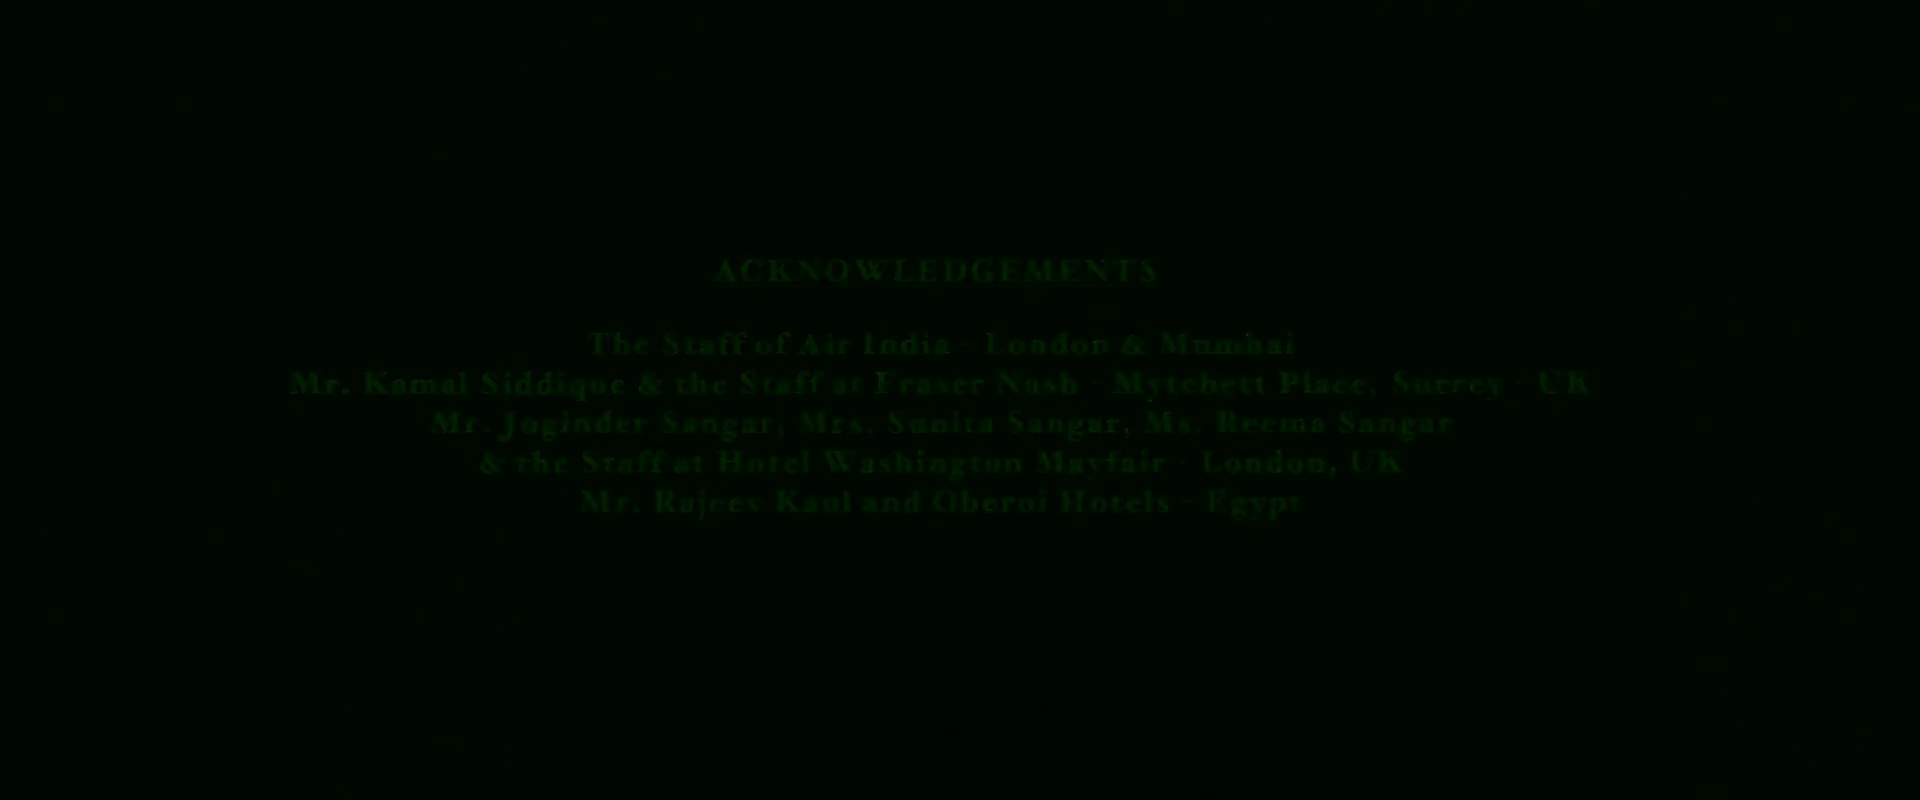 ACKNOWLEDGEMENTS
The Staff of Air India - London & Mumbai
Mr. Kamal Siddique & the Staff at Fraser Nash - Mytchett Place, Surrey - UK
Mr. Joginder Sangar, Mrs. Sunita Sangar, Ms. Reema Sangar
& the Staff at Hotel Washington Mayfair - London, UK
Mr. Rajeev Kaul and Oberoi Hotels - Egypt